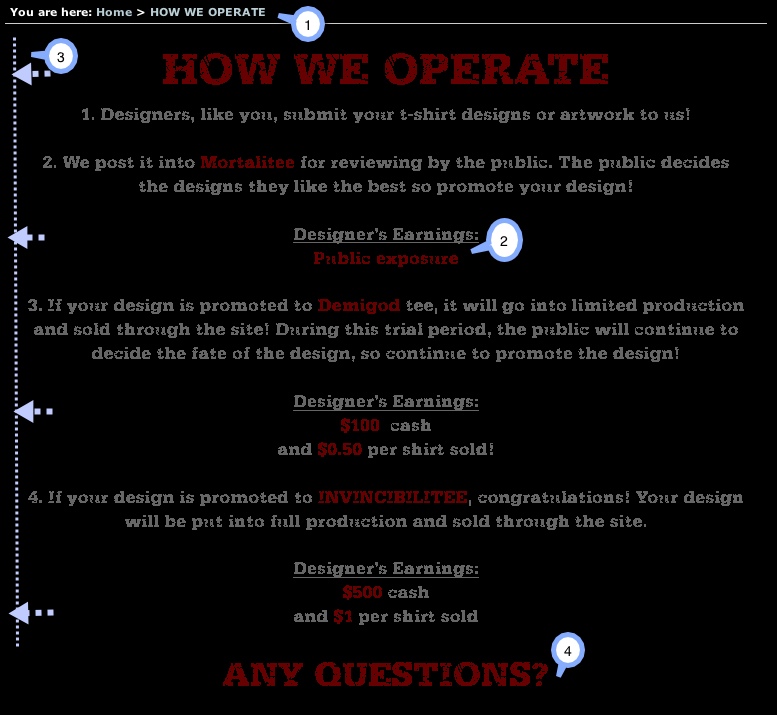 You are here: Home > HOW WE OPERATE
1
3
HOW WE OPERATE
1. Designers, like you, submit your t-shirt designs or artwork to us!
2. We post it into Mortalitee for reviewing by the public. The public decides
the designs they like the best so promote your design!
Designer's Earnings:
2
Public exposure
3. If your design is promoted to Demigod tee, it will go into limited production
and sold through the site! During this trial period, the public will continue to
decide the fate of the design, so continue to promote the design!
Designer's Earnings:
$100 cash
and $0.50 per shirt sold!
4. If your design is promoted to INVINCIBILITEE, congratulations! Your design
will be put into full production and sold through the site.
Designer's Earnings:
$500 cash
and $1 per shirt sold
4
ANY QUESTIONS?